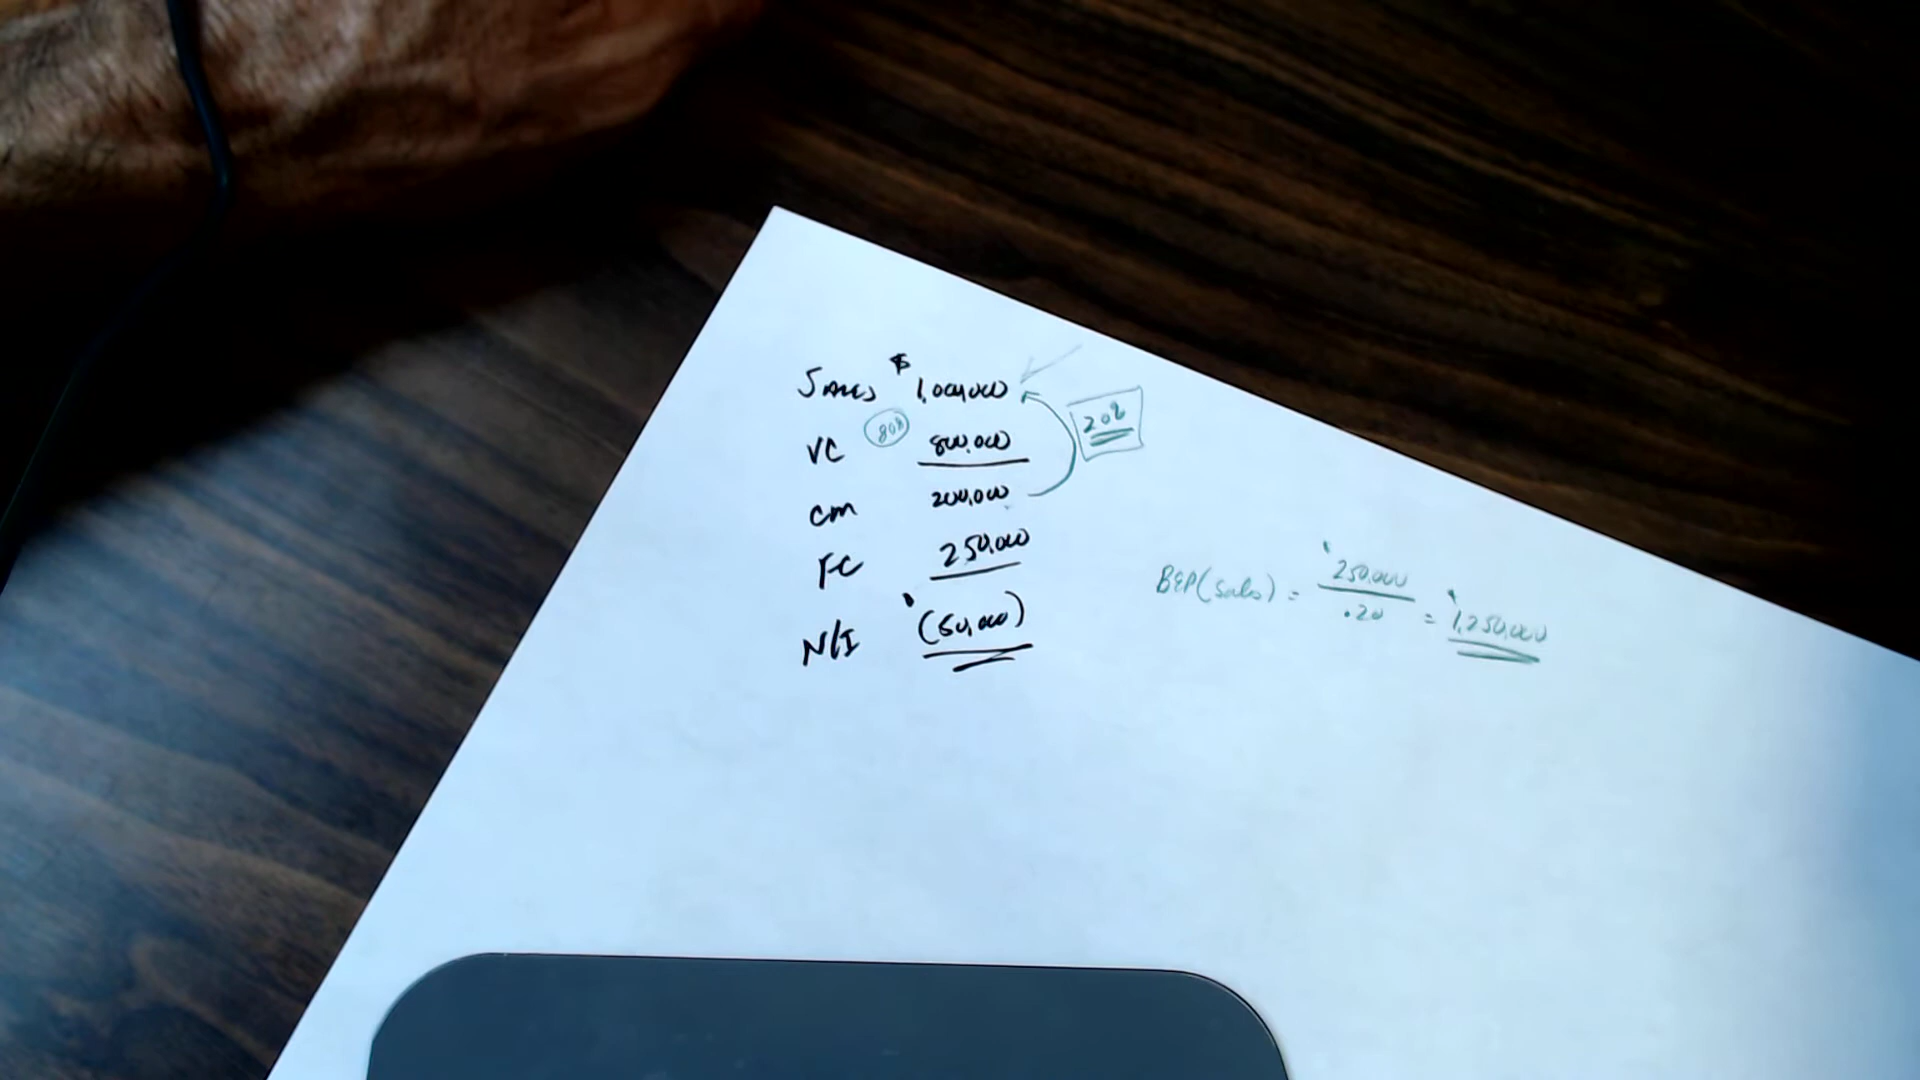 Sales $ 1,000,000
80% 20%
VC 800,000
CM 200,000
FC 250,000
N/I (50,000)
BEP(Sales) = 250,000 / .20 = 1,250,000